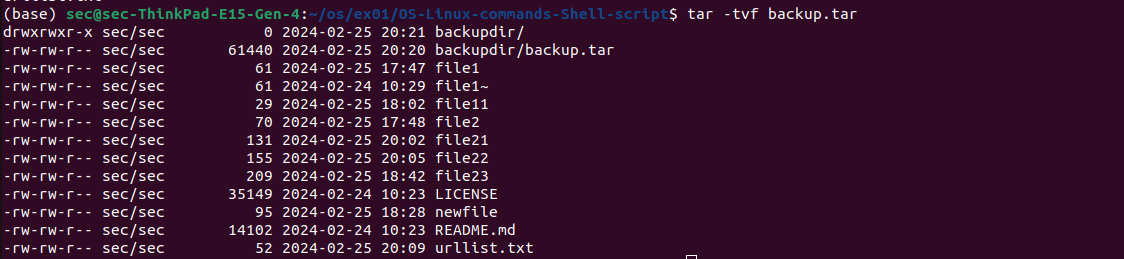 (base) sec@sec-ThinkPad-E15-Gen-4:~/os/ex01/OS-Linux-commands-Shell-script$ tar -tvf backup.tar
drwxrwxr-x sec/sec 0 2024-02-25 20:21 backupdir/
-rw-rw-r-- sec/sec 61440 2024-02-25 20:20 backupdir/backup.tar
-rw-rw-r-- sec/sec 61 2024-02-25 17:47 file1
-rw-rw-r-- sec/sec 61 2024-02-24 10:29 file1~
-rw-rw-r-- sec/sec 29 2024-02-25 18:02 file11
-rw-rw-r-- sec/sec 70 2024-02-25 17:48 file2
-rw-rw-r-- sec/sec 131 2024-02-25 20:02 file21
-rw-rw-r-- sec/sec 155 2024-02-25 20:05 file22
-rw-rw-r-- sec/sec 209 2024-02-25 18:42 file23
-rw-rw-r-- sec/sec 35149 2024-02-24 10:23 LICENSE
-rw-rw-r-- sec/sec 95 2024-02-25 18:28 newfile
-rw-rw-r-- sec/sec 14102 2024-02-24 10:23 README.md
-rw-rw-r-- sec/sec 52 2024-02-25 20:09 urllist.txt